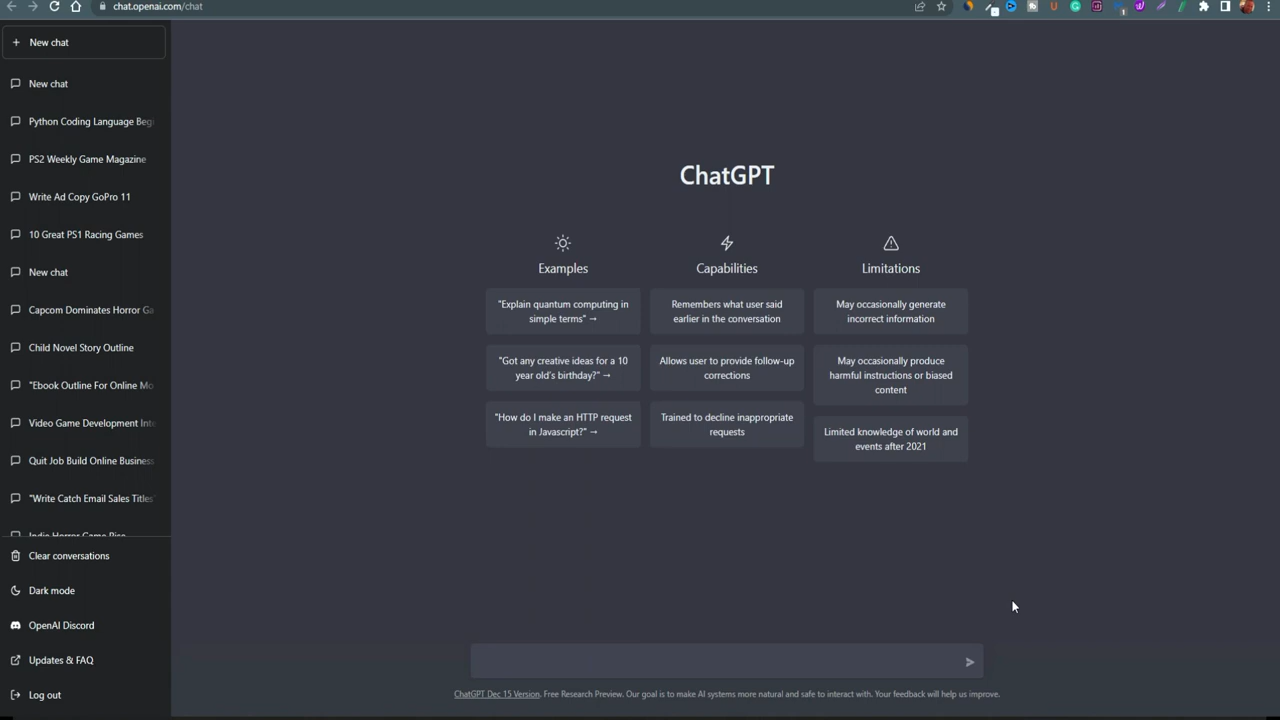 chat.openai.com/chat
New chat
New chat
Python Coding Language Beg
PS2 Weekly Game Magazine
Write Ad Copy GoPro 11
10 Great PS1 Racing Games
New chat
Capcom Dominates Horror Ga
Child Novel Story Outline
"Ebook Outline For Online Mo
Video Game Development Inte
Quit Job Build Online Business
"Write Catch Email Sales Titles"
Clear conversations
Dark mode
OpenAI Discord
Updates & FAQ
Log out
ChatGPT
Examples
"Explain quantum computing in
simple terms" →
"Got any creative ideas for a 10
year old's birthday?" →
"How do I make an HTTP request
in Javascript?" →
Capabilities
Remembers what user said
earlier in the conversation
Allows user to provide follow-up
corrections
Trained to decline inappropriate
requests
Limitations
May occasionally generate
incorrect information
May occasionally produce
harmful instructions or biased
content
Limited knowledge of world and
events after 2021
ChatGPT Dec 15 Version. Free Research Preview. Our goal is to make AI systems more natural and safe to interact with. Your feedback will help us improve.